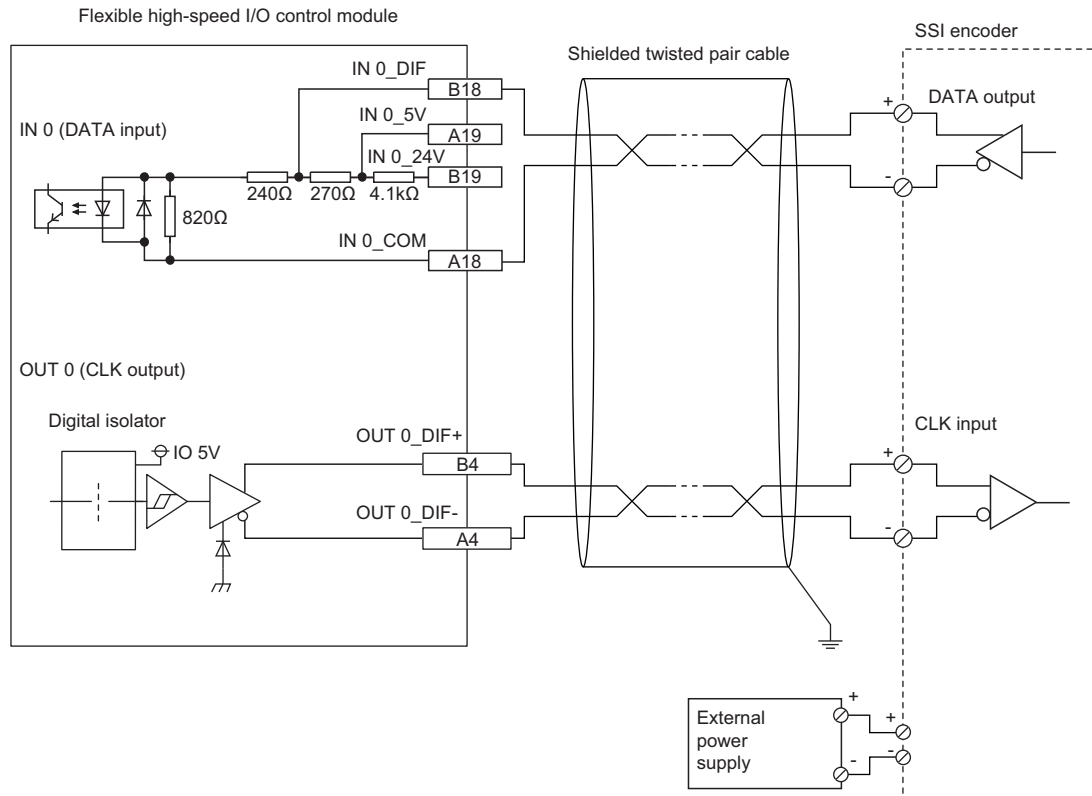 Flexible high-speed I/O control module
SSI encoder
Shielded twisted pair cable
IN 0_DIF
B18
+
DATA output
IN 0 (DATA input)
IN 0_5V
A19
IN 0_24V
B19
240Ω
270Ω
4.1kΩ
-
820Ω
IN 0_COM
A18
OUT 0 (CLK output)
Digital isolator
OUT 0_DIF+
B4
CLK input
+
IO 5V
OUT 0_DIF-
A4
-
External
power
supply
+
+
-
-